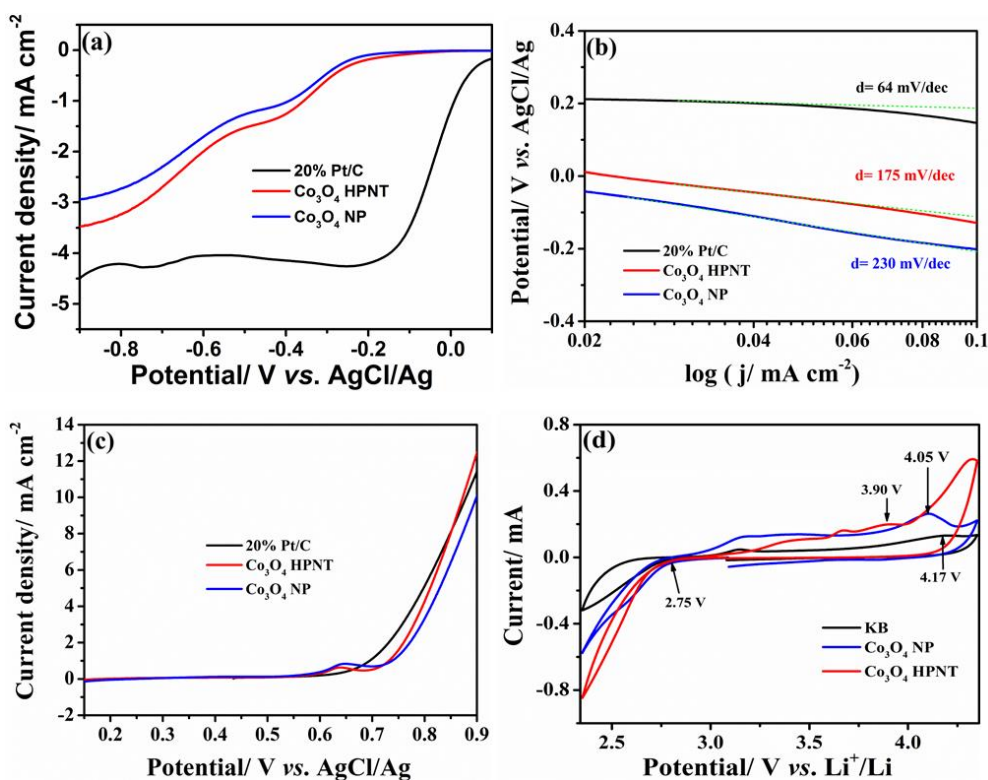 (a)
Current density/ mA cm⁻²
0
-1
-2
-3
-4
-5
20% Pt/C
Co₃O₄ HPNT
Co₃O₄ NP
-0.8 -0.6 -0.4 -0.2 0.0
Potential/ V vs. AgCl/Ag
(b)
Potential/ V vs. AgCl/Ag
0.4
0.2
0.0
-0.2
-0.4
d= 64 mV/dec
d= 175 mV/dec
d= 230 mV/dec
20% Pt/C
Co₃O₄ HPNT
Co₃O₄ NP
0.02 0.04 0.06 0.08 0.1
log ( j/ mA cm⁻²)
(c)
Current density/ mA cm⁻²
14
12
10
8
6
4
2
0
-2
20% Pt/C
Co₃O₄ HPNT
Co₃O₄ NP
0.2 0.3 0.4 0.5 0.6 0.7 0.8 0.9
Potential/ V vs. AgCl/Ag
(d)
Current/ mA
0.8
0.4
0.0
-0.4
-0.8
4.05 V
3.90 V
4.17 V
2.75 V
KB
Co₃O₄ NP
Co₃O₄ HPNT
2.5 3.0 3.5 4.0
Potential/ V vs. Li⁺/Li